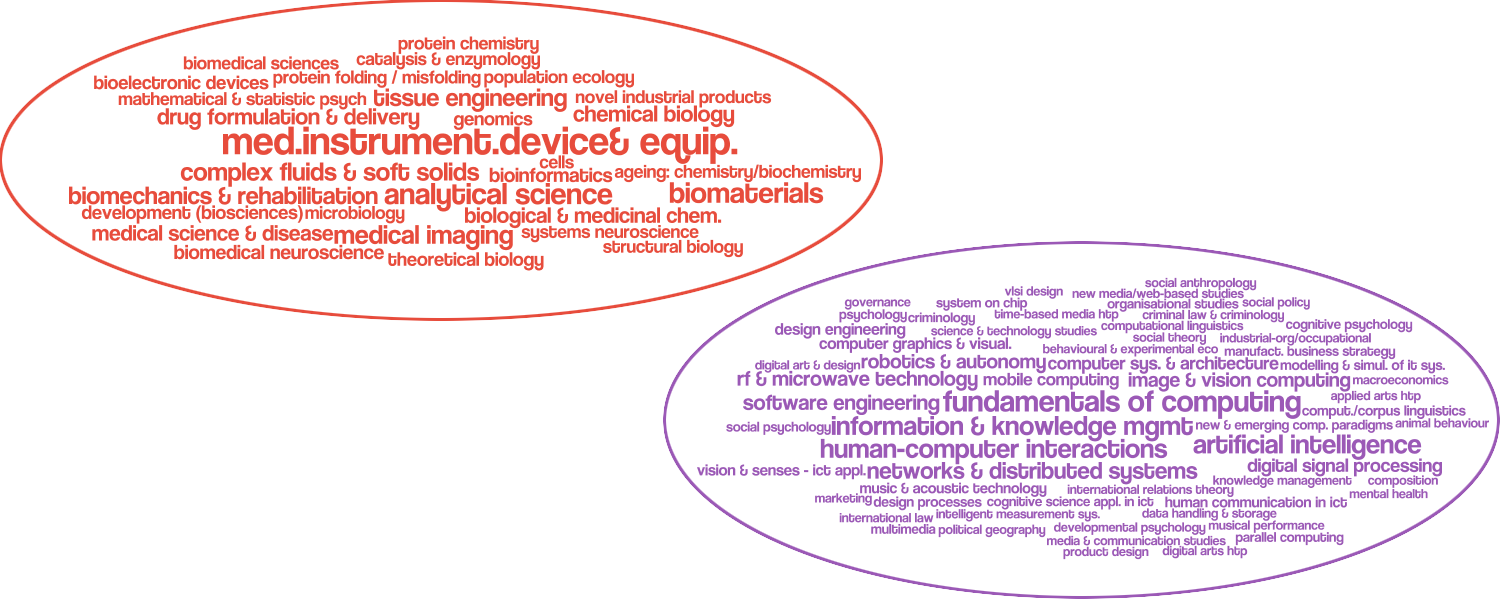 protein chemistry
biomedical sciences catalysis & enzymology
bioelectronic devices protein folding / misfolding population ecology
mathematical & statistic psych tissue engineering novel industrial products
drug formulation & delivery genomics chemical biology
med.instrument.device& equip.
cells
complex fluids & soft solids bioinformatics ageing: chemistry/biochemistry
biomechanics & rehabilitation analytical science biomaterials
development (biosciences) microbiology biological & medicinal chem.
medical science & disease medical imaging systems neuroscience
biomedical neuroscience theoretical biology structural biology
social anthropology
vlsi design new media/web-based studies
governance system on chip organisational studies social policy
psychology criminology time-based media htp criminal law & criminology
design engineering science & technology studies computational linguistics cognitive psychology
computer graphics & visual. social theory industrial-org/occupational
behavioural & experimental eco manufact. business strategy
digital art & design robotics & autonomy computer sys. & architecture modelling & simul. of it sys.
rf & microwave technology mobile computing image & vision computing macroeconomics
software engineering fundamentals of computing applied arts htp
comput./corpus linguistics
social psychology information & knowledge mgmt new & emerging comp. paradigms animal behaviour
human-computer interactions artificial intelligence
vision & senses - ict appl. networks & distributed systems digital signal processing
knowledge management composition
music & acoustic technology international relations theory mental health
marketing design processes cognitive science appl. in ict human communication in ict
international law intelligent measurement sys. data handling & storage
multimedia political geography developmental psychology musical performance
media & communication studies parallel computing
product design digital arts htp